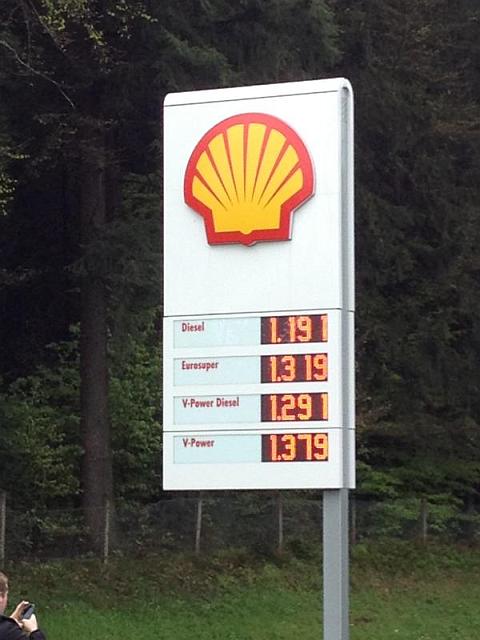 Diesel 1.191
Eurosuper 1.319
V-Power Diesel 1.291
V-Power 1.379